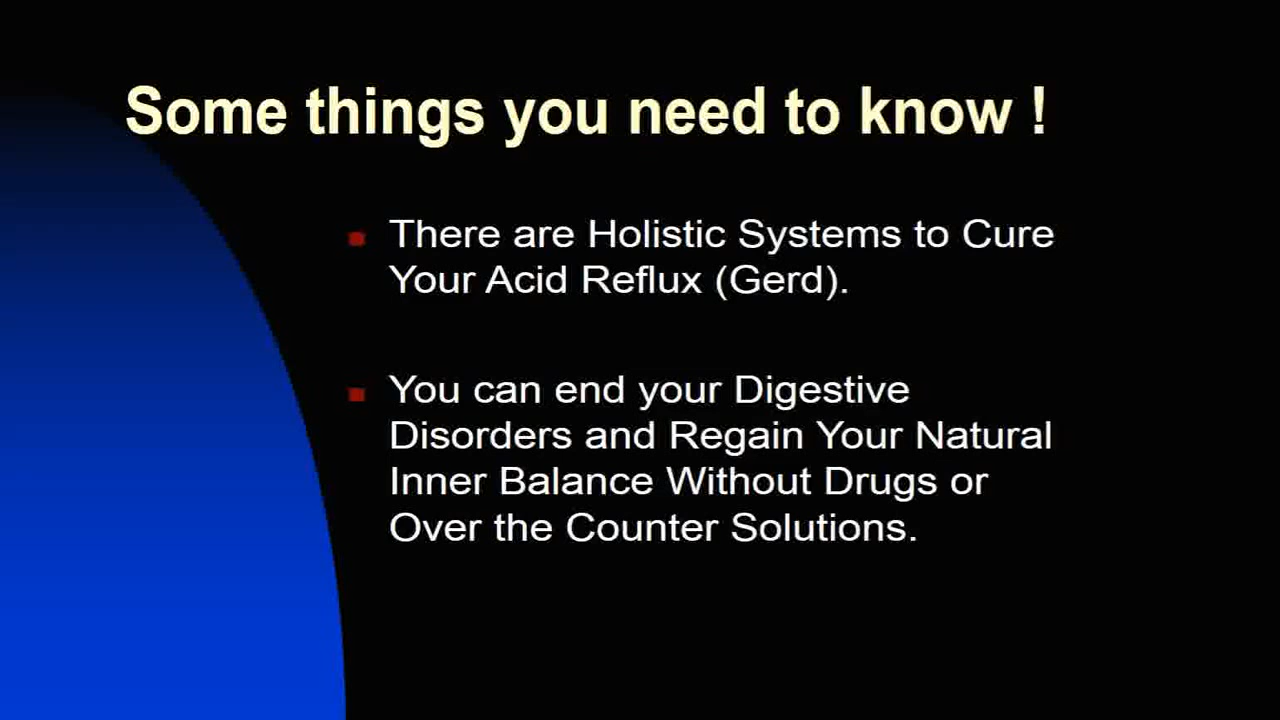 Some things you need to know !
There are Holistic Systems to Cure
Your Acid Reflux (Gerd).
You can end your Digestive
Disorders and Regain Your Natural
Inner Balance Without Drugs or
Over the Counter Solutions.